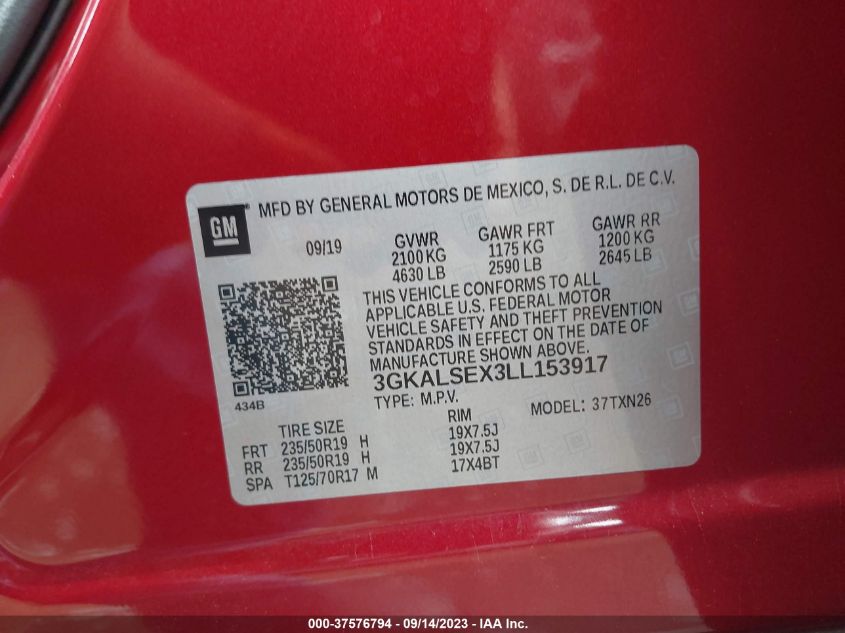 GM
MFD BY GENERAL MOTORS DE MEXICO, S. DE R.L. DE C.V.
09/19 GVWR GAWR FRT GAWR RR
2100 KG 1175 KG 1200 KG
4630 LB 2590 LB 2645 LB
THIS VEHICLE CONFORMS TO ALL
APPLICABLE U.S. FEDERAL MOTOR
VEHICLE SAFETY AND THEFT PREVENTION
STANDARDS IN EFFECT ON THE DATE OF
MANUFACTURE SHOWN ABOVE.
3GKALSEX3LL153917
434B TYPE: M.P.V. MODEL: 37TXN26
TIRE SIZE RIM
FRT 235/50R19 H 19X7.5J
RR 235/50R19 H 19X7.5J
SPA T125/70R17 M 17X4BT
000-37576794 - 09/14/2023 - IAA Inc.